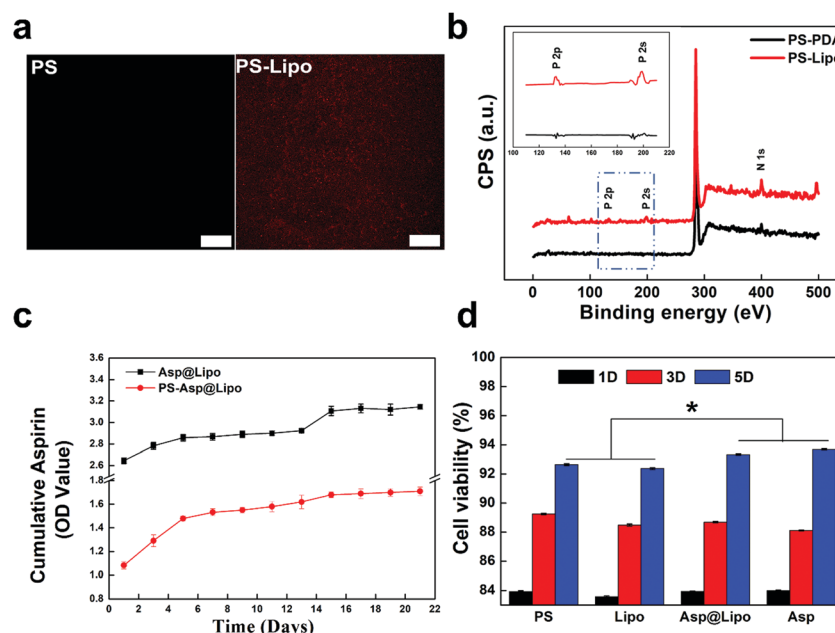 a
PS
PS-Lipo
b
PS-PDA
PS-Lipo
P 2p
P 2s
110 120 140 160 180 200 220
P 2p
P 2s
N 1s
CPS (a.u.)
0 100 200 300 400 500
Binding energy (eV)
c
Asp@Lipo
PS-Asp@Lipo
3.6
3.4
3.2
3.0
2.8
2.6
1.8
1.6
1.4
1.2
1.0
0.8
Cumulative Aspirin
(OD Value)
0 2 4 6 8 10 12 14 16 18 20 22
Time (Days)
d
1D 3D 5D
*
100
98
96
94
92
90
88
86
84
Cell viability (%)
PS Lipo Asp@Lipo Asp